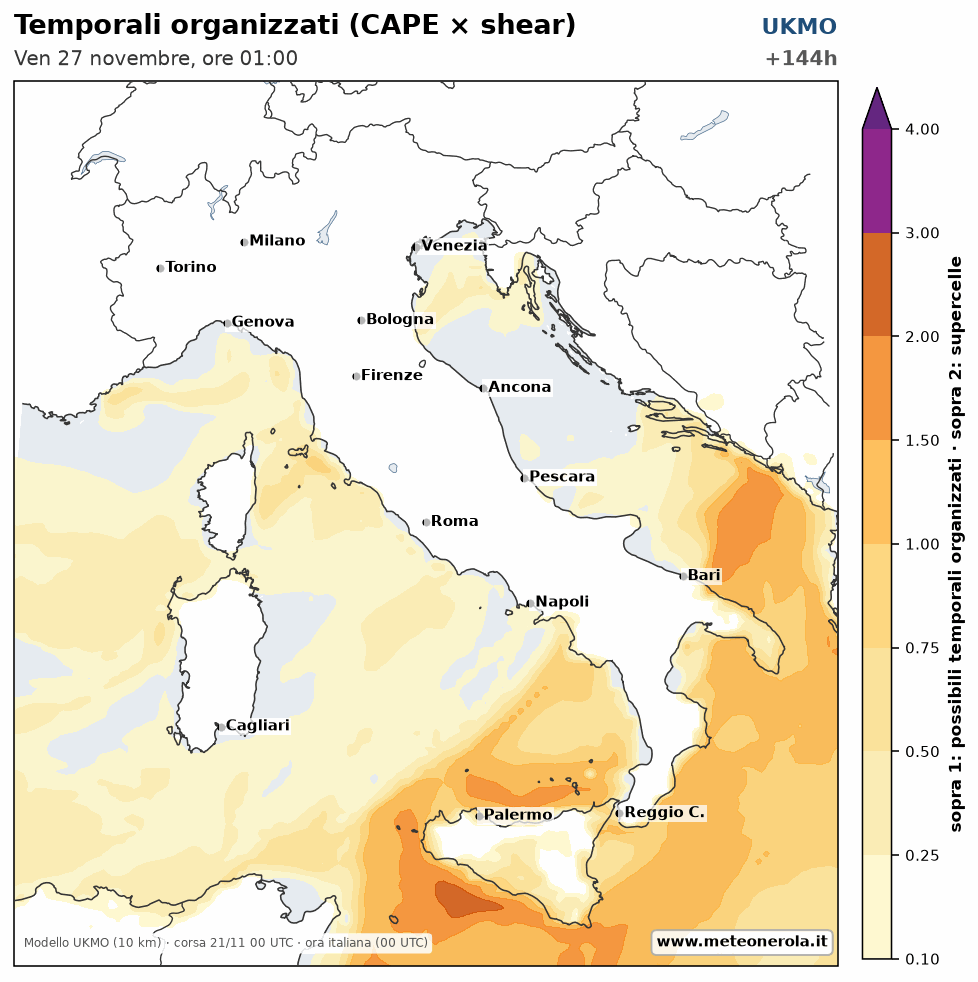 Temporali organizzati (CAPE × shear)
UKMO
Ven 27 novembre, ore 01:00
+144h
Milano
Venezia
Torino
Genova
Bologna
Firenze
Ancona
Pescara
Roma
Bari
Napoli
Cagliari
Palermo
Reggio C.
Modello UKMO (10 km) · corsa 21/11 00 UTC · ora italiana (00 UTC)
www.meteonerola.it
4.00
3.00
2.00
1.50
1.00
0.75
0.50
0.25
0.10
sopra 1: possibili temporali organizzati · sopra 2: supercelle